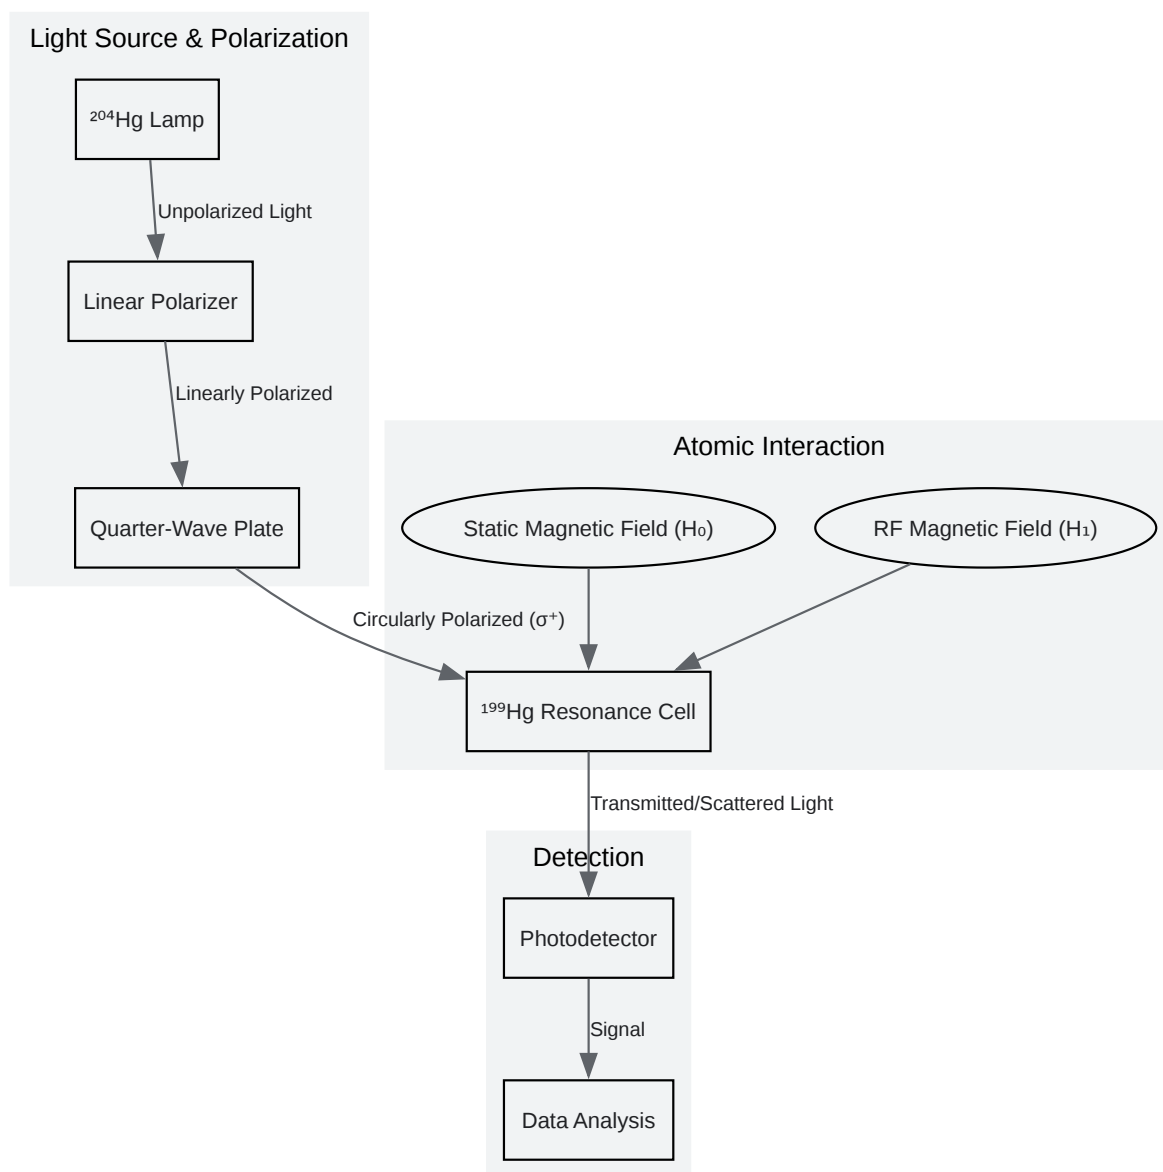 Light Source & Polarization
²⁰⁴Hg Lamp
Unpolarized Light
Linear Polarizer
Linearly Polarized
Quarter-Wave Plate
Atomic Interaction
Static Magnetic Field (H₀)
RF Magnetic Field (H₁)
Circularly Polarized (σ⁺)
¹⁹⁹Hg Resonance Cell
Transmitted/Scattered Light
Detection
Photodetector
Signal
Data Analysis